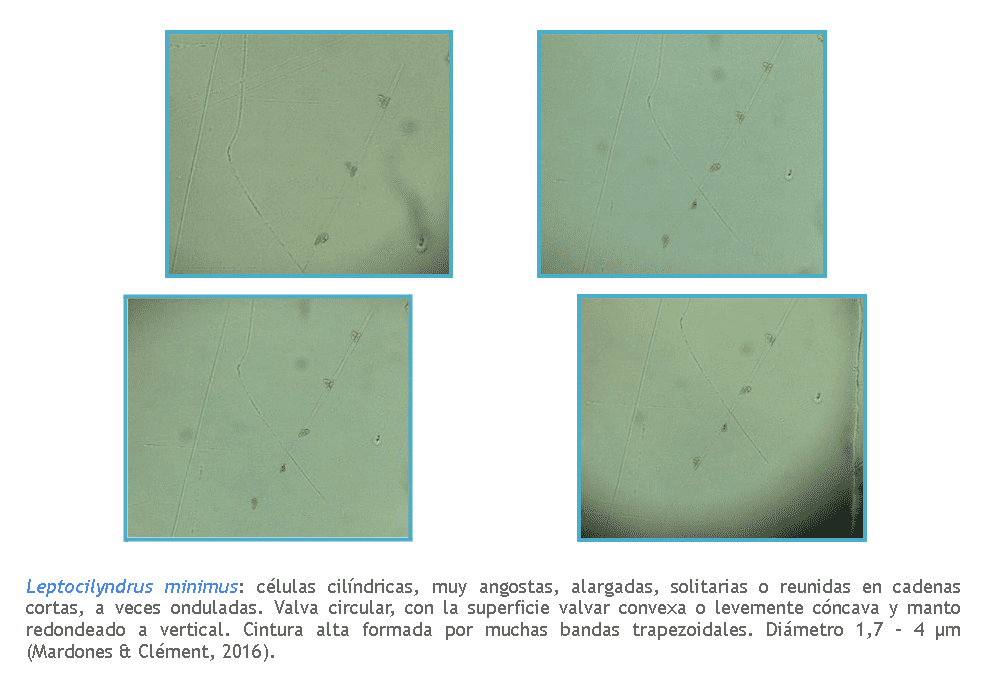 Leptocilyndrus minimus: células cilíndricas, muy angostas, alargadas, solitarias o reunidas en cadenas
cortas, a veces onduladas. Valva circular, con la superficie valvar convexa o levemente cóncava y manto
redondeado a vertical. Cintura alta formada por muchas bandas trapezoidales. Diámetro 1,7 - 4 µm
(Mardones & Clément, 2016).